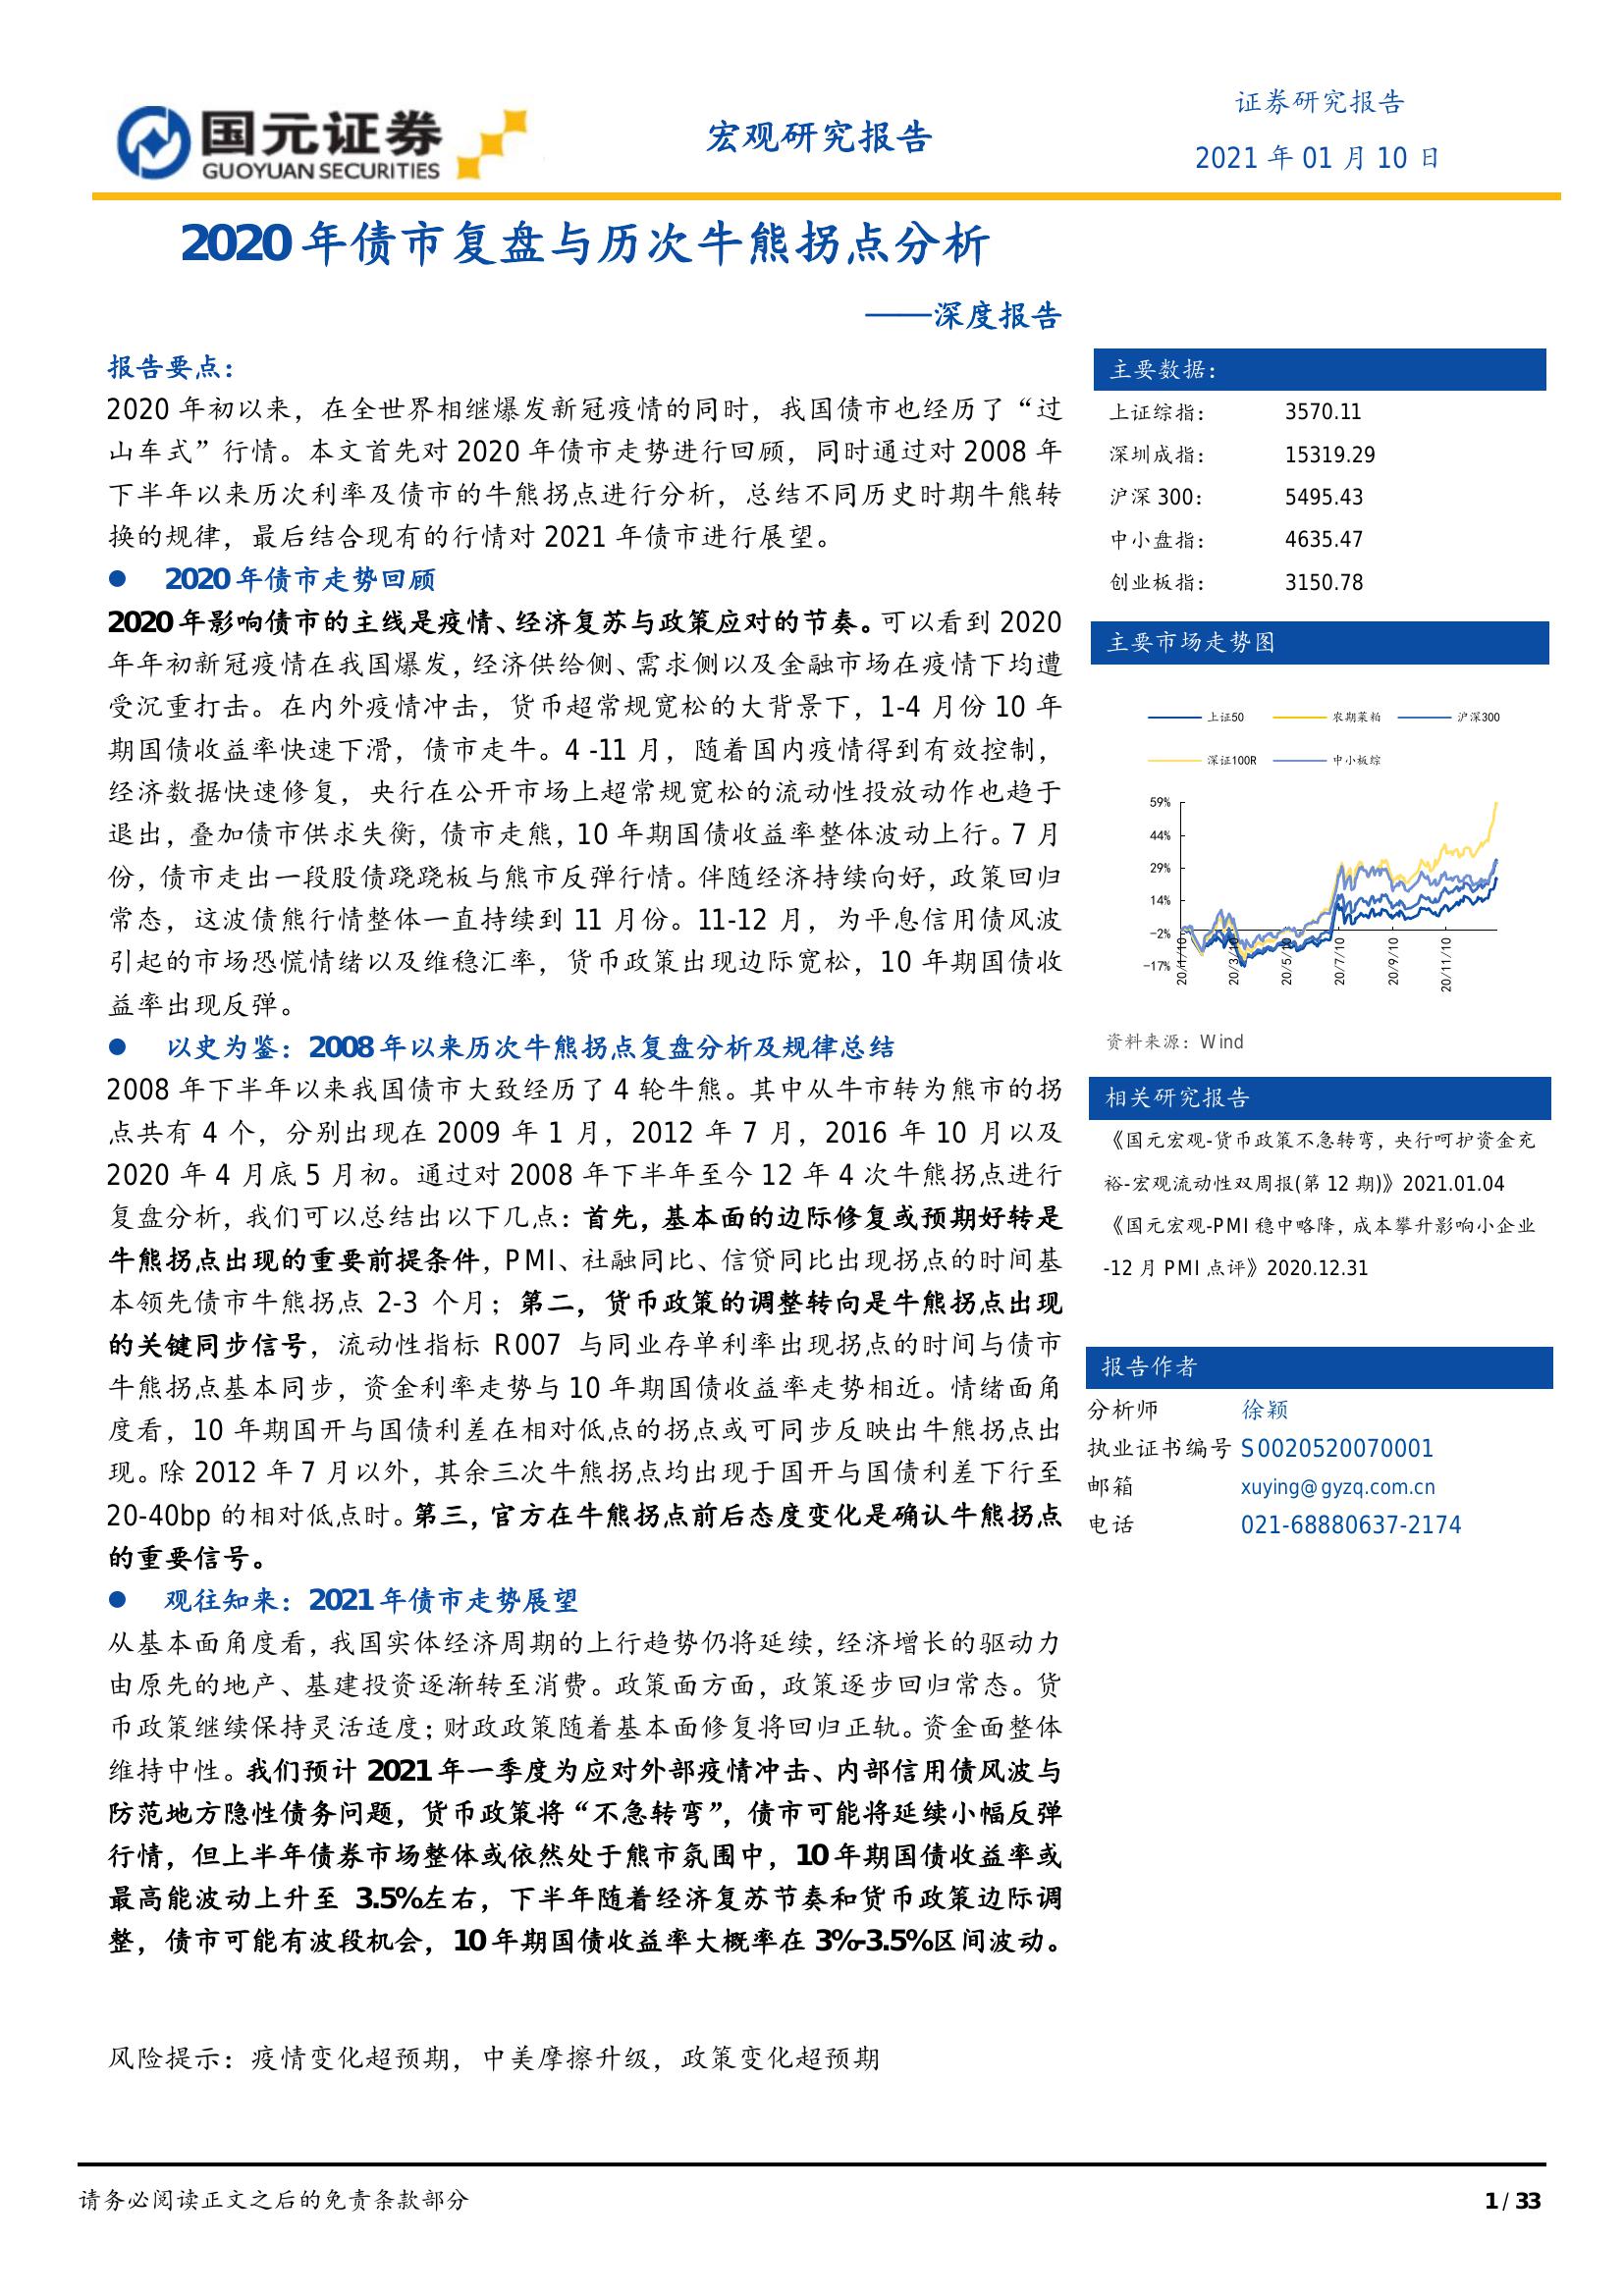 国元证券
GUOYUAN SECURITIES
宏观研究报告
证券研究报告
2021 年 01 月 10 日
2020 年债市复盘与历次牛熊拐点分析
——深度报告
报告要点：
2020 年初以来，在全世界相继爆发新冠疫情的同时，我国债市也经历了“过
山车式”行情。本文首先对 2020 年债市走势进行回顾，同时通过对 2008 年
下半年以来历次利率及债市的牛熊拐点进行分析，总结不同历史时期牛熊转
换的规律，最后结合现有的行情对 2021 年债市进行展望。
● 2020 年债市走势回顾
2020 年影响债市的主线是疫情、经济复苏与政策应对的节奏。可以看到 2020
年年初新冠疫情在我国爆发，经济供给侧、需求侧以及金融市场在疫情下均遭
受沉重打击。在内外疫情冲击，货币超常规宽松的大背景下，1-4 月份 10 年
期国债收益率快速下滑，债市走牛。4 -11 月，随着国内疫情得到有效控制，
经济数据快速修复，央行在公开市场上超常规宽松的流动性投放动作也趋于
退出，叠加债市供求失衡，债市走熊，10 年期国债收益率整体波动上行。7 月
份，债市走出一段股债跷跷板与熊市反弹行情。伴随经济持续向好，政策回归
常态，这波债熊行情整体一直持续到 11 月份。11-12 月，为平息信用债风波
引起的市场恐慌情绪以及维稳汇率，货币政策出现边际宽松，10 年期国债收
益率出现反弹。
● 以史为鉴：2008 年以来历次牛熊拐点复盘分析及规律总结
2008 年下半年以来我国债市大致经历了 4 轮牛熊。其中从牛市转为熊市的拐
点共有 4 个，分别出现在 2009 年 1 月，2012 年 7 月，2016 年 10 月以及
2020 年 4 月底 5 月初。通过对 2008 年下半年至今 12 年 4 次牛熊拐点进行
复盘分析，我们可以总结出以下几点：首先，基本面的边际修复或预期好转是
牛熊拐点出现的重要前提条件，PMI、社融同比、信贷同比出现拐点的时间基
本领先债市牛熊拐点 2-3 个月；第二，货币政策的调整转向是牛熊拐点出现
的关键同步信号，流动性指标 R007 与同业存单利率出现拐点的时间与债市
牛熊拐点基本同步，资金利率走势与 10 年期国债收益率走势相近。情绪面角
度看，10 年期国开与国债利差在相对低点的拐点或可同步反映出牛熊拐点出
现。除 2012 年 7 月以外，其余三次牛熊拐点均出现于国开与国债利差下行至
20-40bp 的相对低点时。第三，官方在牛熊拐点前后态度变化是确认牛熊拐点
的重要信号。
● 观往知来：2021 年债市走势展望
从基本面角度看，我国实体经济周期的上行趋势仍将延续，经济增长的驱动力
由原先的地产、基建投资逐渐转至消费。政策面方面，政策逐步回归常态。货
币政策继续保持灵活适度；财政政策随着基本面修复将回归正轨。资金面整体
维持中性。我们预计 2021 年一季度为应对外部疫情冲击、内部信用债风波与
防范地方隐性债务问题，货币政策将“不急转弯”，债市可能将延续小幅反弹
行情，但上半年债券市场整体或依然处于熊市氛围中，10 年期国债收益率或
最高能波动上升至 3.5%左右，下半年随着经济复苏节奏和货币政策边际调
整，债市可能有波段机会，10 年期国债收益率大概率在 3%-3.5%区间波动。
风险提示：疫情变化超预期，中美摩擦升级，政策变化超预期
主要数据：
上证综指： 3570.11
深圳成指： 15319.29
沪深 300： 5495.43
中小盘指： 4635.47
创业板指： 3150.78
主要市场走势图
上证50 农期菜粕 沪深300
深证100R 中小板综
59%
44%
29%
14%
-2%
-17%
20/1/10 20/3/10 20/5/10 20/7/10 20/9/10 20/11/10
资料来源：Wind
相关研究报告
《国元宏观-货币政策不急转弯，央行呵护资金充
裕-宏观流动性双周报(第 12 期)》2021.01.04
《国元宏观-PMI 稳中略降，成本攀升影响小企业
-12 月 PMI 点评》2020.12.31
报告作者
分析师 徐颖
执业证书编号 S0020520070001
邮箱 xuying@gyzq.com.cn
电话 021-68880637-2174
请务必阅读正文之后的免责条款部分
1 / 33